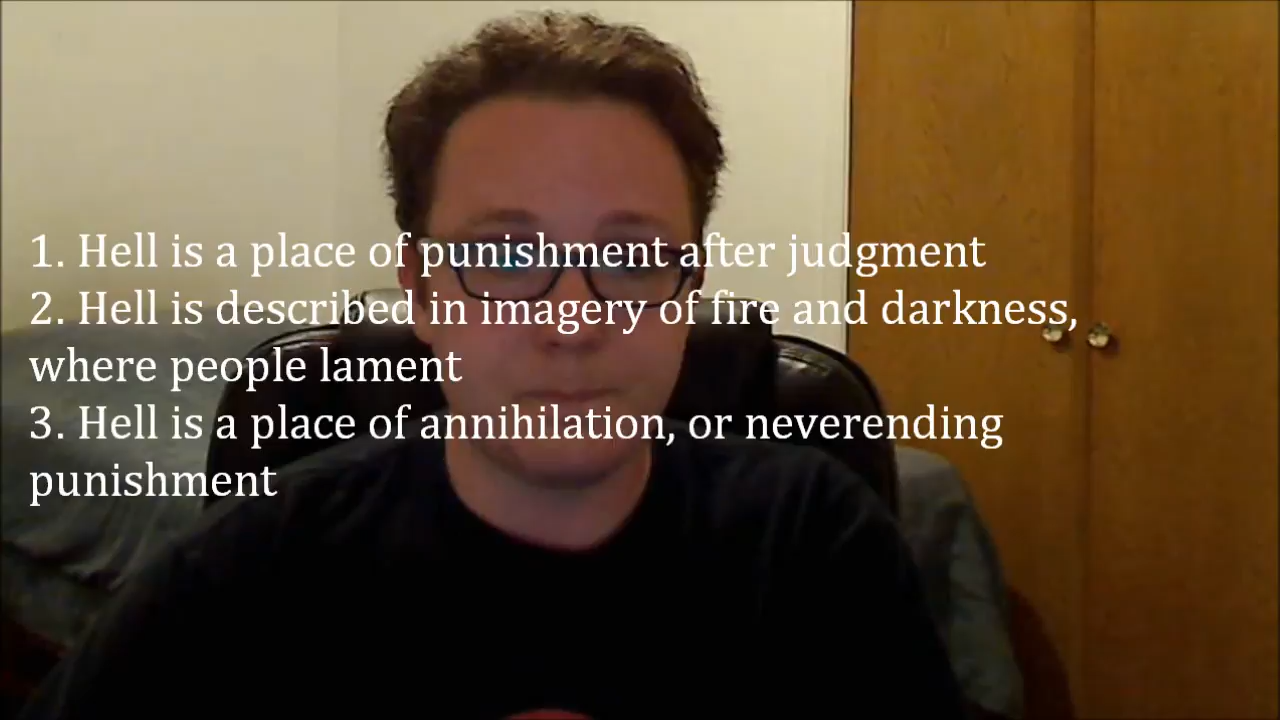 1. Hell is a place of punishment after judgment
2. Hell is described in imagery of fire and darkness,
where people lament
3. Hell is a place of annihilation, or neverending
punishment